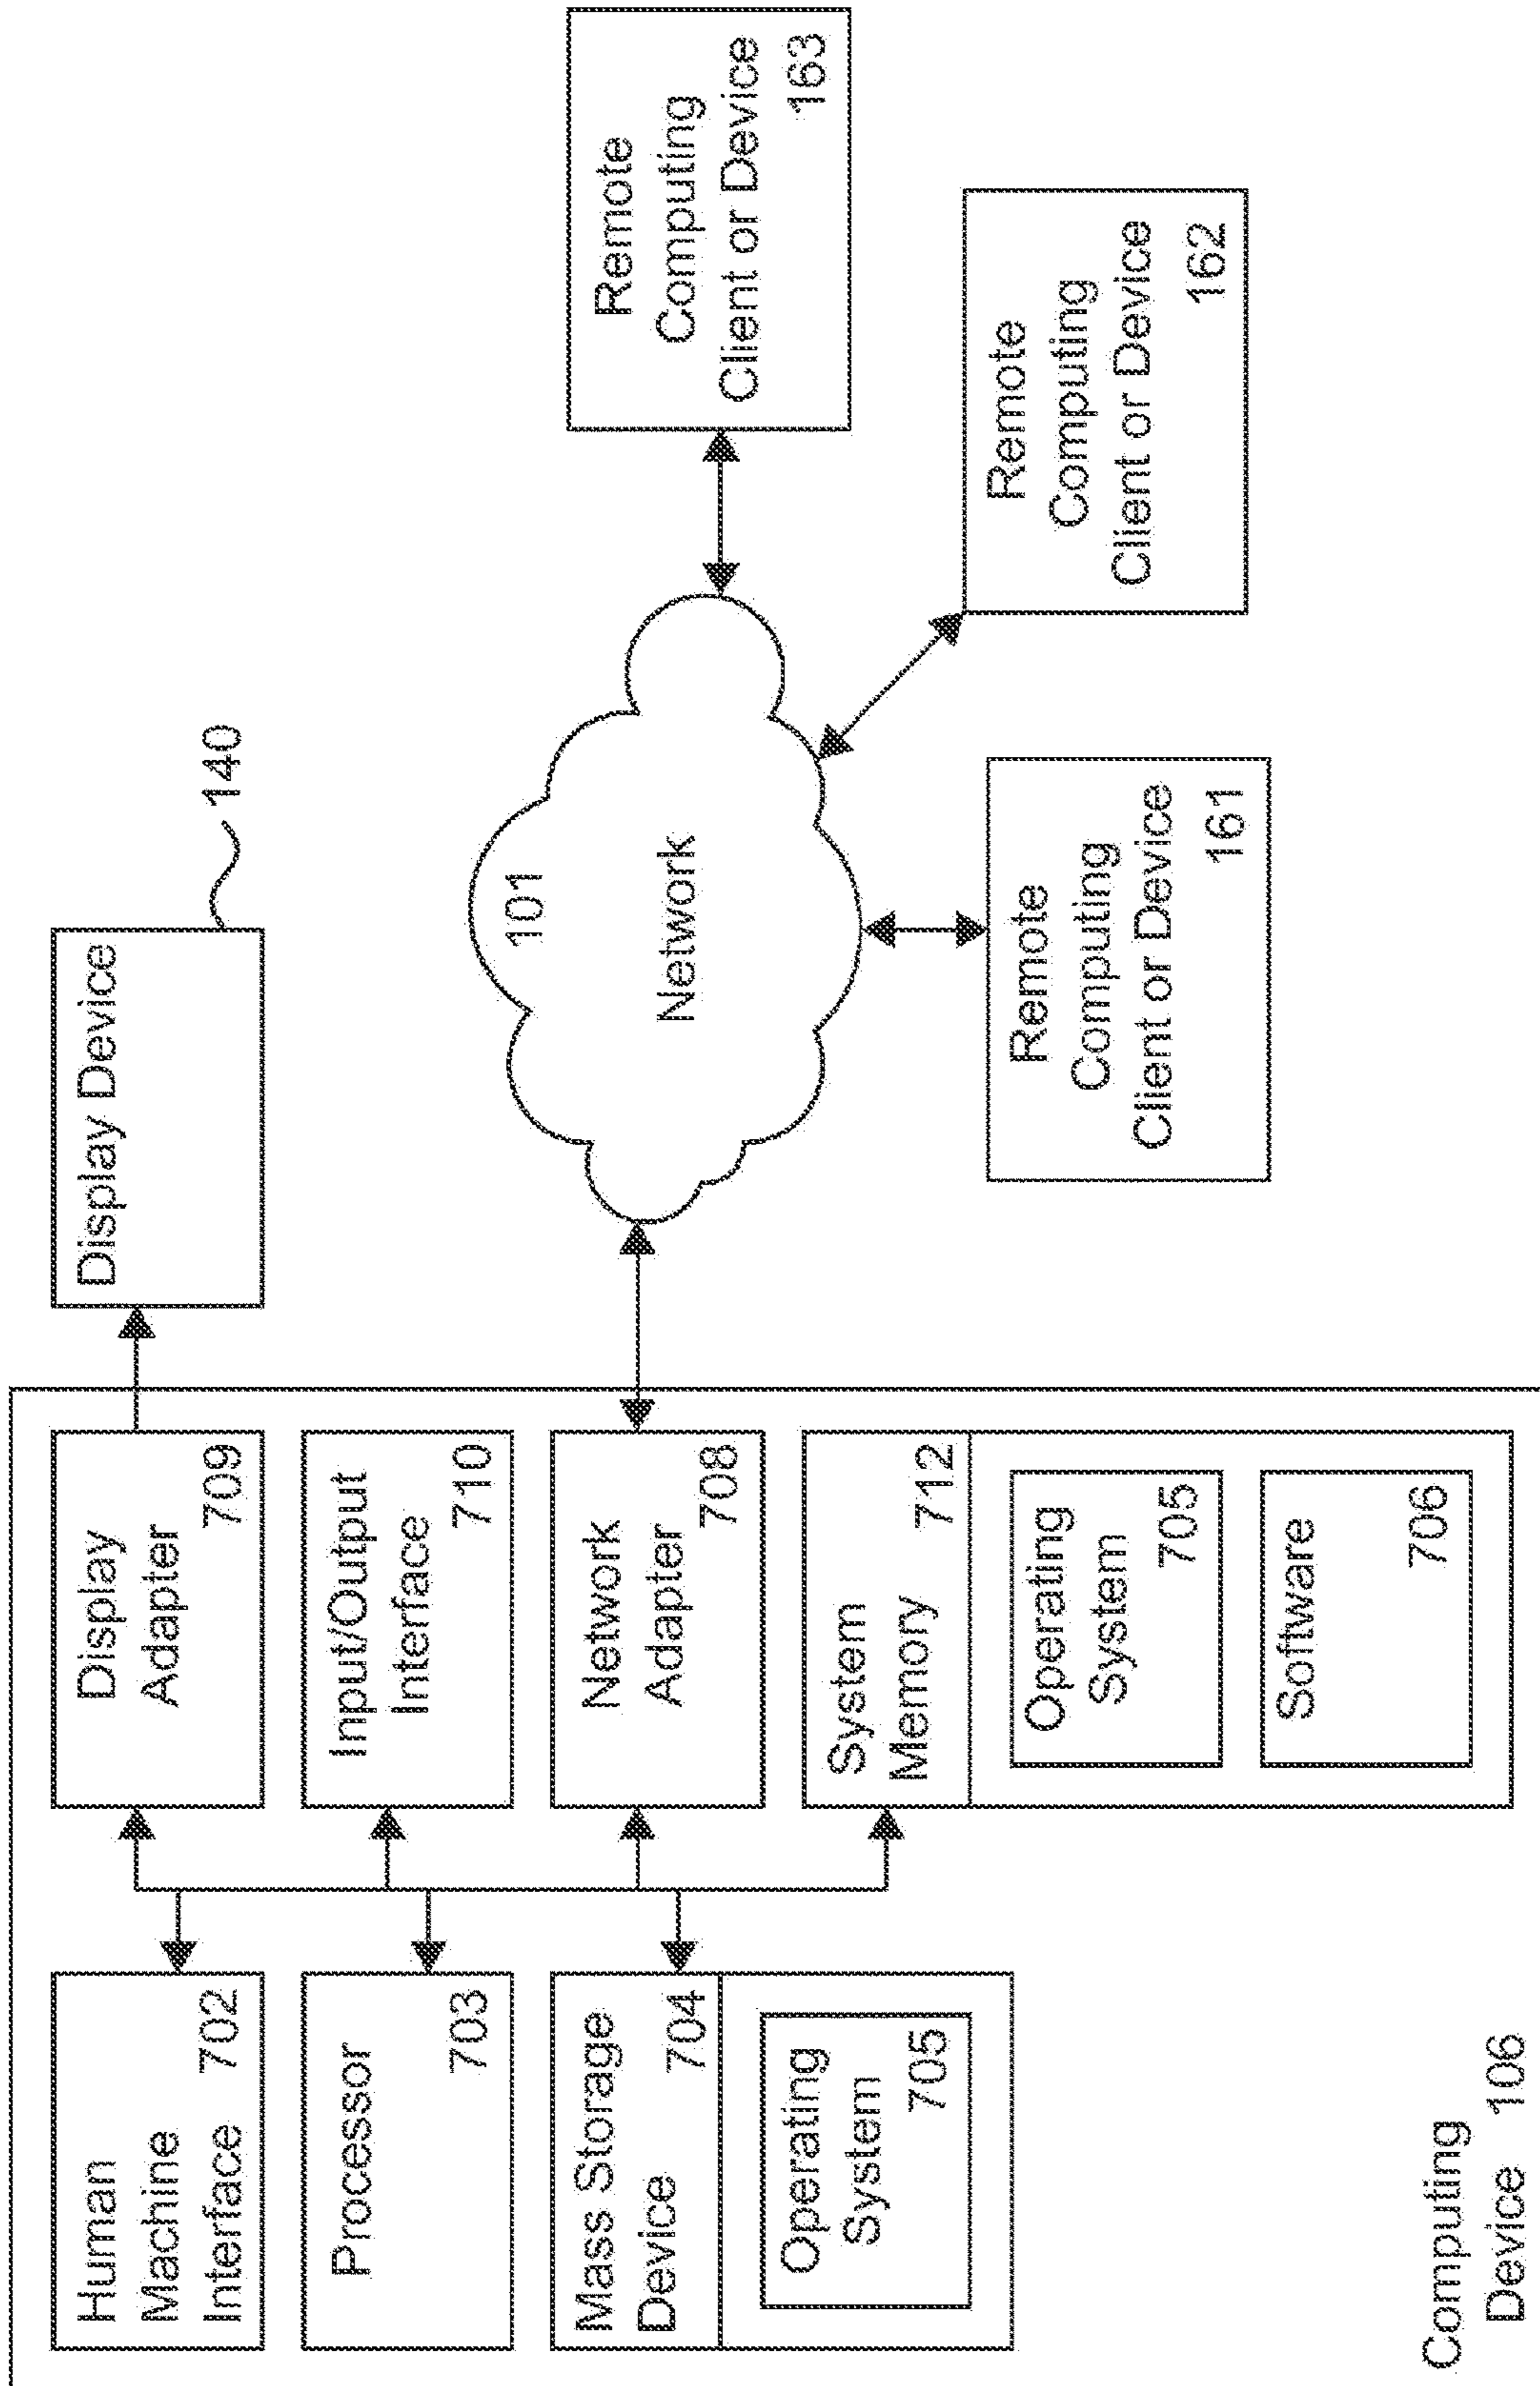 Human
Machine
Interface 702
Processor
703
Mass Storage
Device 704
Operating
System
705
Computing
Device 106
Display
Adapter
709
Input/Output
Interface
710
Network
Adapter
708
System
Memory 712
Operating
System
705
Software
706
Display Device
140
101
Network
Remote
Computing
Client or Device
161
Remote
Computing
Client or Device
162
Remote
Computing
Client or Device
163